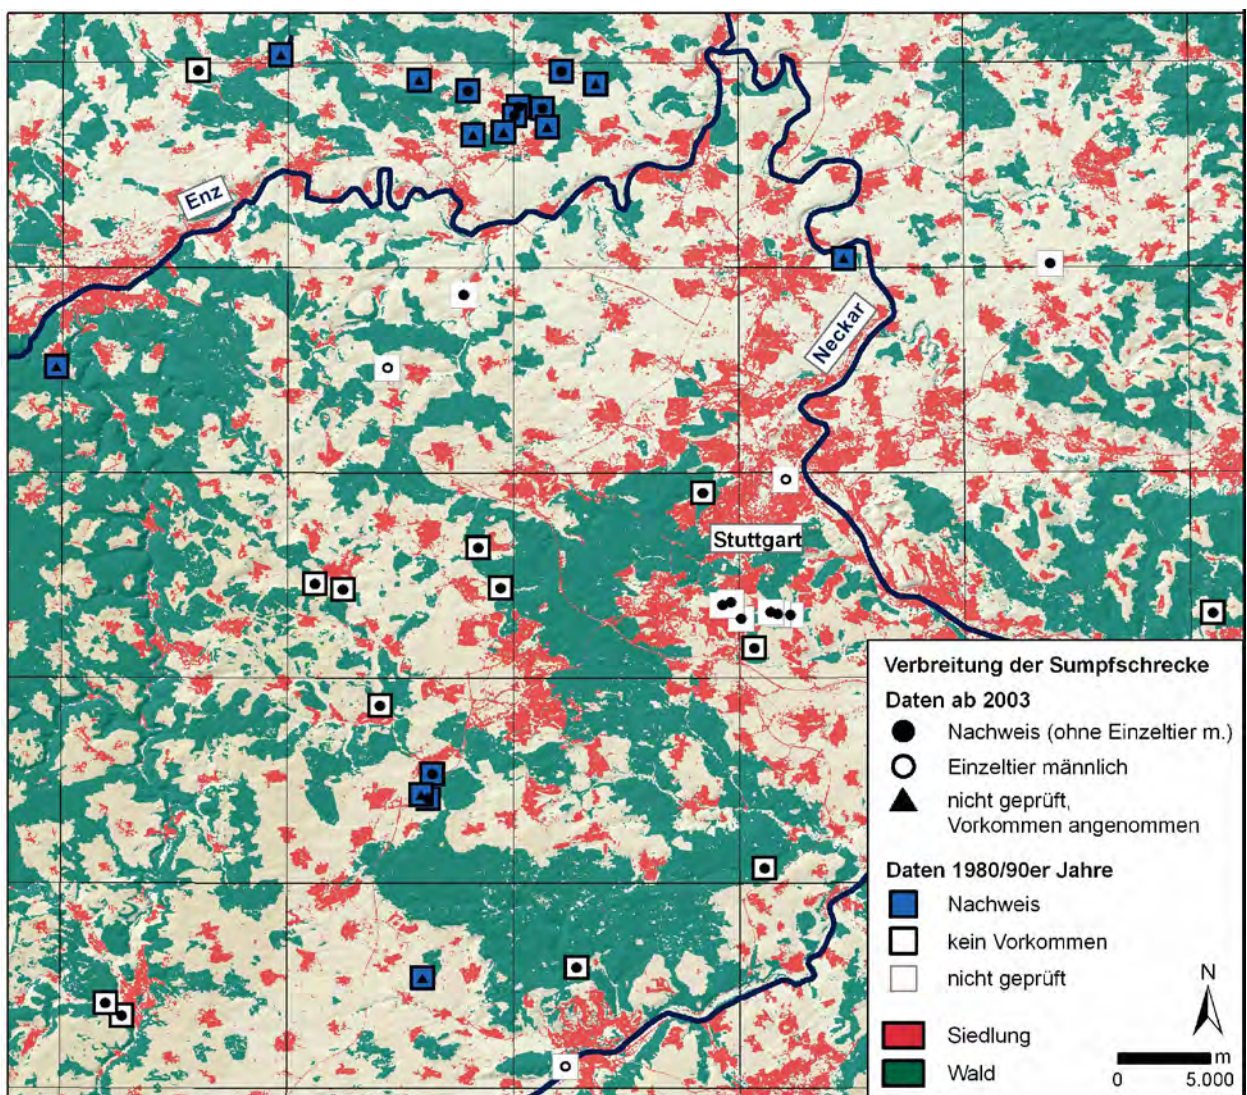 Enz
Neckar
Stuttgart
Verbreitung der Sumpfschrecke
Daten ab 2003
Nachweis (ohne Einzeltier m.)
Einzeltier männlich
nicht geprüft,
Vorkommen angenommen
Daten 1980/90er Jahre
Nachweis
kein Vorkommen
nicht geprüft
N
Siedlung
m
Wald
0 5.000